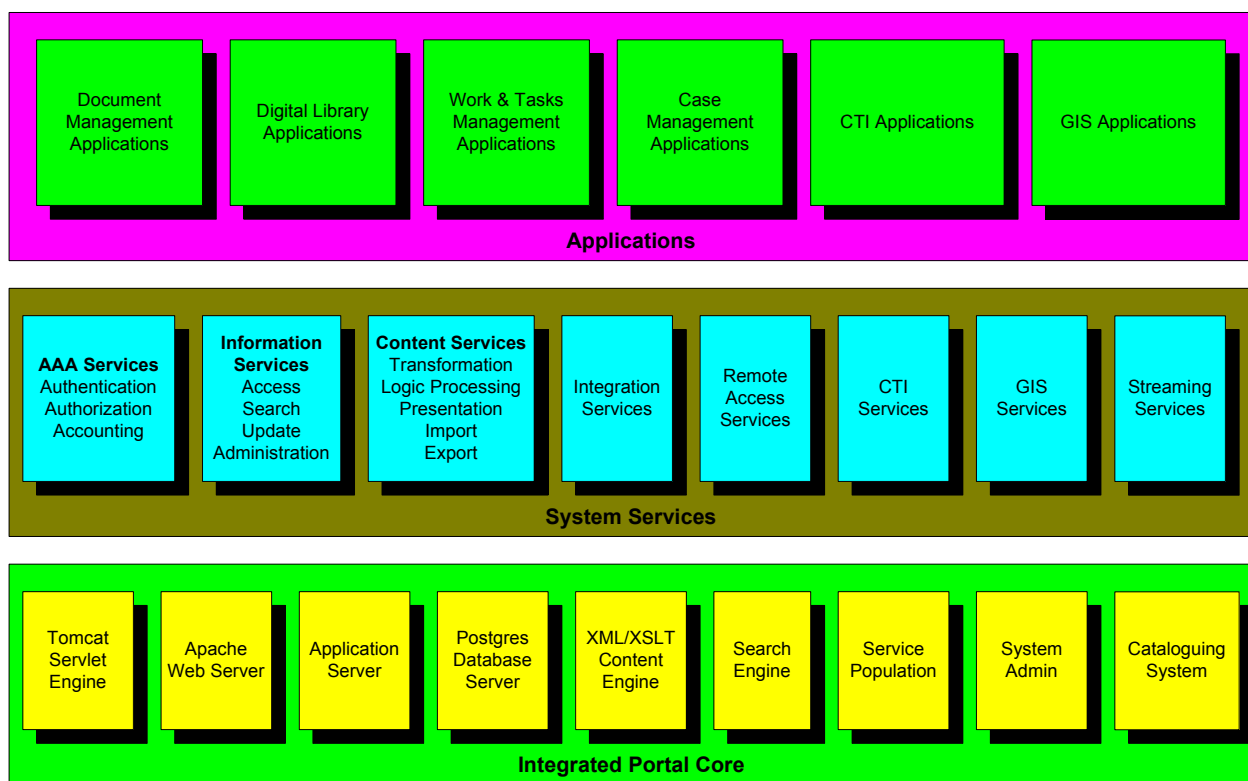 Document
Management
Applications
Digital Library
Applications
Work & Tasks
Management
Applications
Case
Management
Applications
CTI Applications
GIS Applications
Applications
AAA Services
Authentication
Authorization
Accounting
Information
Services
Access
Search
Update
Administration
Content Services
Transformation
Logic Processing
Presentation
Import
Export
Integration
Services
Remote
Access
Services
CTI
Services
GIS
Services
Streaming
Services
System Services
Tomcat
Servlet
Engine
Apache
Web Server
Application
Server
Postgres
Database
Server
XML/XSLT
Content
Engine
Search
Engine
Service
Population
System
Admin
Cataloguing
System
Integrated Portal Core